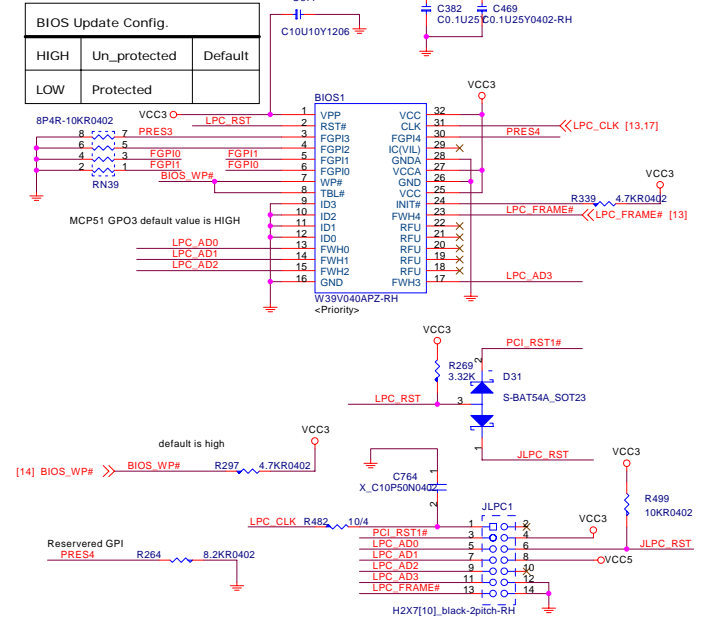 BIOS Update Config.
HIGH Un_protected Default
LOW Protected
C10U10Y1206
C382 C469
C0.1U25Y C0.1U25Y0402-RH
8P4R-10KR0402
RN39
8 7 PRES3
6 5
4 3 FGPI0 FGPI1
2 1 FGPI1 FGPI0
BIOS_WP#
VCC3
LPC_RST
MCP51 GPO3 default value is HIGH
LPC_AD0
LPC_AD1
LPC_AD2
BIOS1
1 VPP VCC 32
2 RST# CLK 31
3 FGPI3 FGPI4 30
4 FGPI2 IC(VIL) 29
5 FGPI1 GNDA 28
6 FGPI0 VCCA 27
7 WP# GND 26
8 TBL# VCC 25
9 ID3 INIT# 24
10 ID2 FWH4 23
11 ID1 RFU 22
12 ID0 RFU 21
13 FWH0 RFU 20
14 FWH1 RFU 19
15 FWH2 RFU 18
16 GND FWH3 17
W39V040APZ-RH
<Priority>
VCC3
LPC_CLK [13,17]
PRES4
VCC3
R339 4.7KR0402
LPC_FRAME# LPC_FRAME# [13]
LPC_AD3
VCC3
R269
3.32K
LPC_RST
PCI_RST1#
2
D31
3 S-BAT54A_SOT23
1
JLPC_RST
default is high
VCC3
[14] BIOS_WP# BIOS_WP# R297 4.7KR0402
C764
X_C10P50N0402
1
2
VCC3
R499
10KR0402
JLPC1
LPC_CLK R482 10/4
VCC3
PCI_RST1#
LPC_AD0
LPC_AD1
LPC_AD2
LPC_AD3
LPC_FRAME#
1 2
3 4
5 6
7 8
9 10
11 12
13 14
JLPC_RST
VCC5
H2X7[10]_black-2pitch-RH
Reservered GPI
PRES4 R264 8.2KR0402